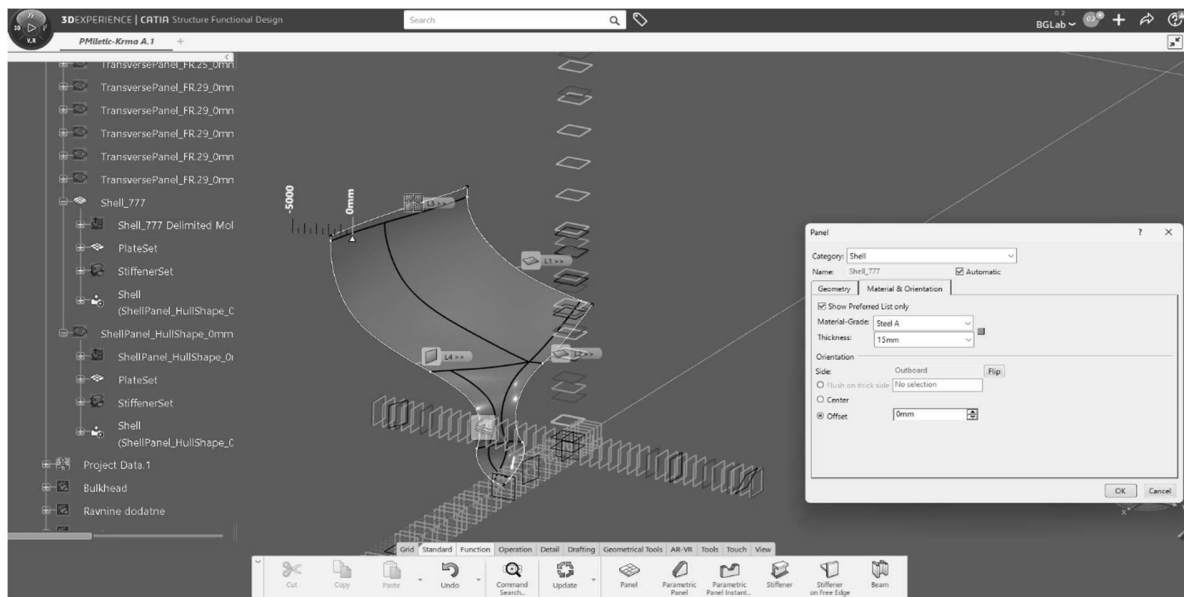 3DEXPERIENCE | CATIA Structure Functional Design
Search
BGLab
PMiletic-Krma A.1
TransversePanel_FR.25_0mm
TransversePanel_FR.29_0mm
TransversePanel_FR.29_0mm
TransversePanel_FR.29_0mm
TransversePanel_FR.29_0mm
TransversePanel_FR.29_0mm
Shell_777
Shell_777 Delimited Mol
PlateSet
StiffenerSet
Shell
(ShellPanel_HullShape_0
ShellPanel_HullShape_0mm
ShellPanel_HullShape_0
PlateSet
StiffenerSet
Shell
(ShellPanel_HullShape_0
Project Data.1
Bulkhead
Ravnine dodatne
-5000
0mm
L3 >>
L1 >>
L2 >>
L4 >>
Panel
? X
Category: Shell
Name: Shell_777
Automatic
Geometry
Material & Orientation
Show Preferred List only
Material-Grade: Steel A
Thickness: 15mm
Orientation
Side: Outboard
Flip
Flush on thick side
No selection
Center
Offset
0mm
OK
Cancel
Grid Standard Function Operation Detail Drafting Geometrical Tools AR-VR Tools Touch View
Cut
Copy
Paste
Undo
Command
Search...
Update
Panel
Parametric
Panel
Parametric
Panel Instant...
Stiffener
Stiffener
on Free Edge
Beam